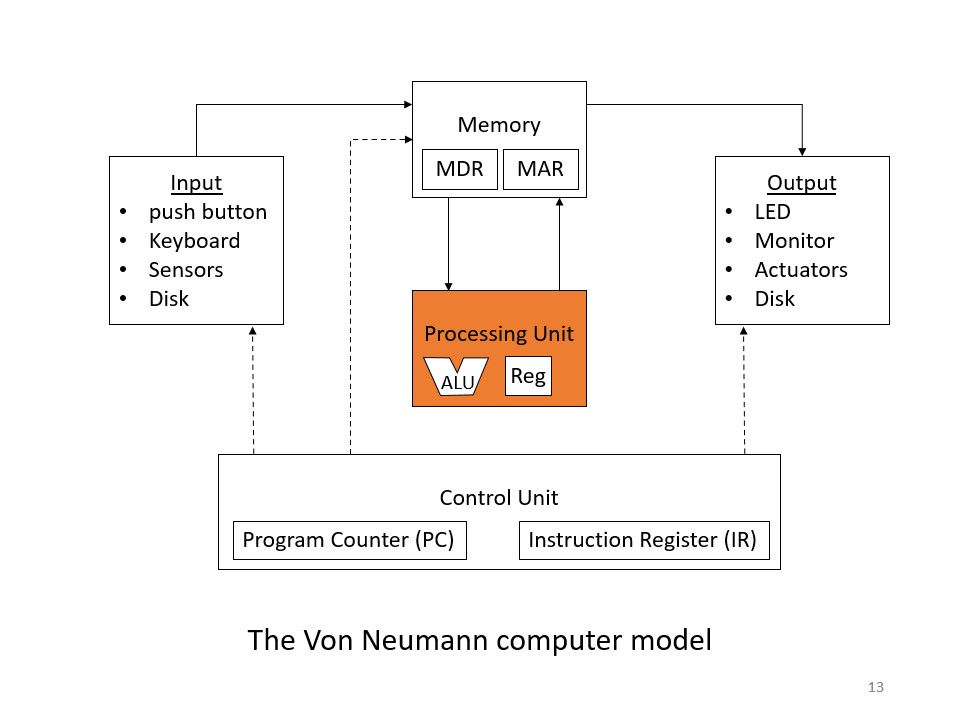 Memory
MDR
MAR
Input
• push button
• Keyboard
• Sensors
• Disk
Output
• LED
• Monitor
• Actuators
• Disk
Processing Unit
ALU
Reg
Control Unit
Program Counter (PC)
Instruction Register (IR)
The Von Neumann computer model
13